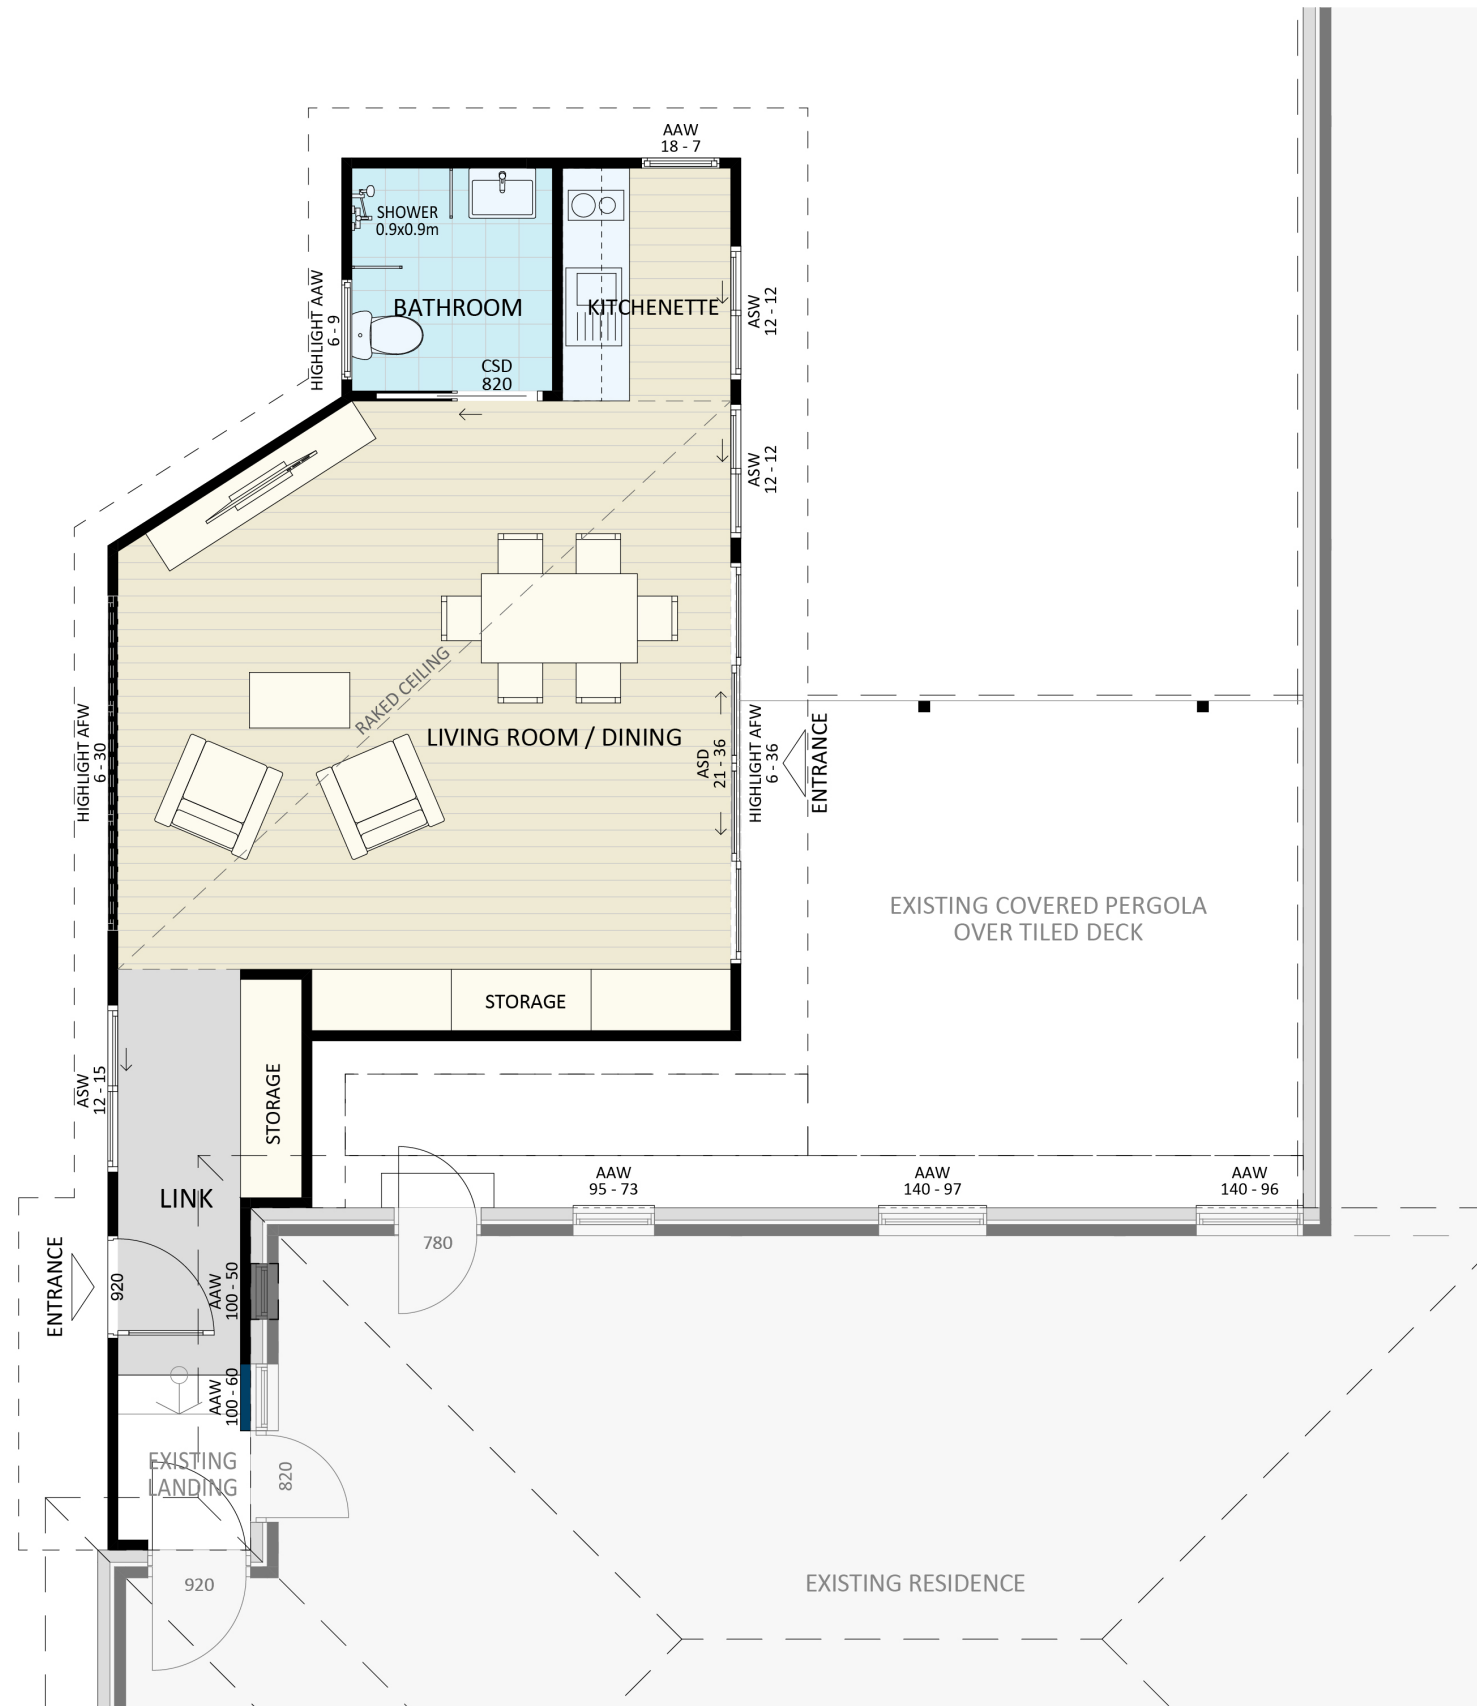 AAW
18 - 7
SHOWER
0.9x0.9m
HIGHLIGHT AAW
6 - 9
BATHROOM
KITCHENETTE
ASW
12 - 12
CSD
820
ASW
12 - 12
RAKED CEILING
LIVING ROOM / DINING
HIGHLIGHT AFW
6 - 30
ASD
21 - 36
HIGHLIGHT AFW
6 - 36
ENTRANCE
EXISTING COVERED PERGOLA
OVER TILED DECK
STORAGE
STORAGE
ASW
12 - 15
LINK
AAW
95 - 73
AAW
140 - 97
AAW
140 - 96
780
ENTRANCE
920
AAW
100 - 50
AAW
100 - 60
EXISTING
LANDING
820
920
EXISTING RESIDENCE